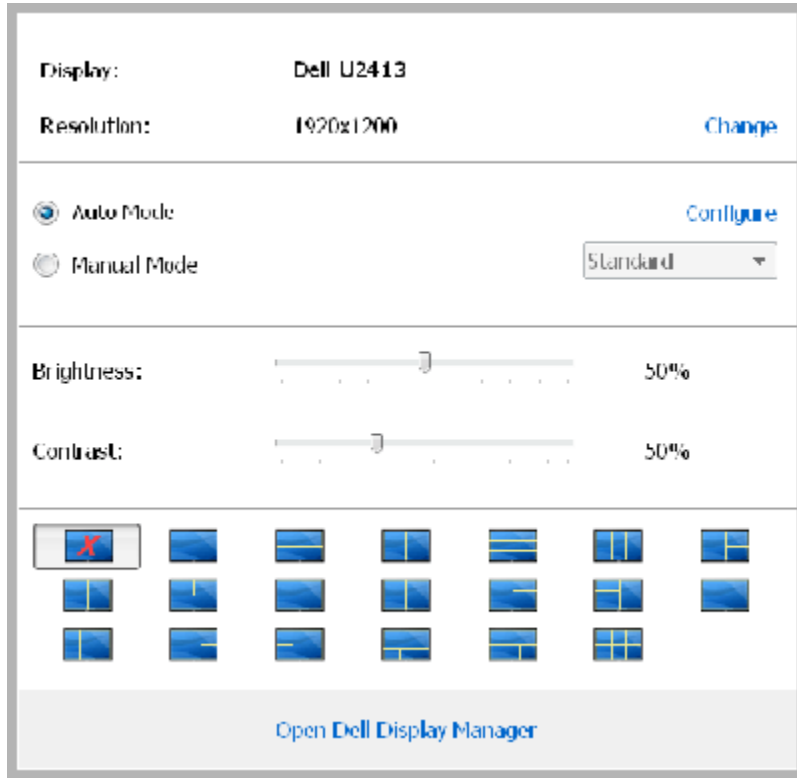 Display: Dell U2413
Resolution: 1920x1200 Change
Auto Mode Configure
Manual Mode Standard
Brightness: 50%
Contrast: 50%
X
Open Dell Display Manager